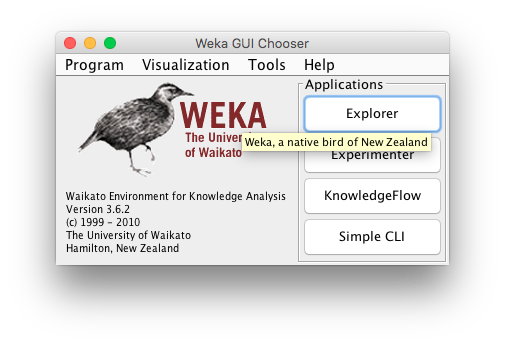 Weka GUI Chooser
Program Visualization Tools Help
WEKA
The Univer
of Waikato
Waikato Environment for Knowledge Analysis
Version 3.6.2
(c) 1999 - 2010
The University of Waikato
Hamilton, New Zealand
Applications
Explorer
Weka, a native bird of New Zealand
Experimenter
KnowledgeFlow
Simple CLI